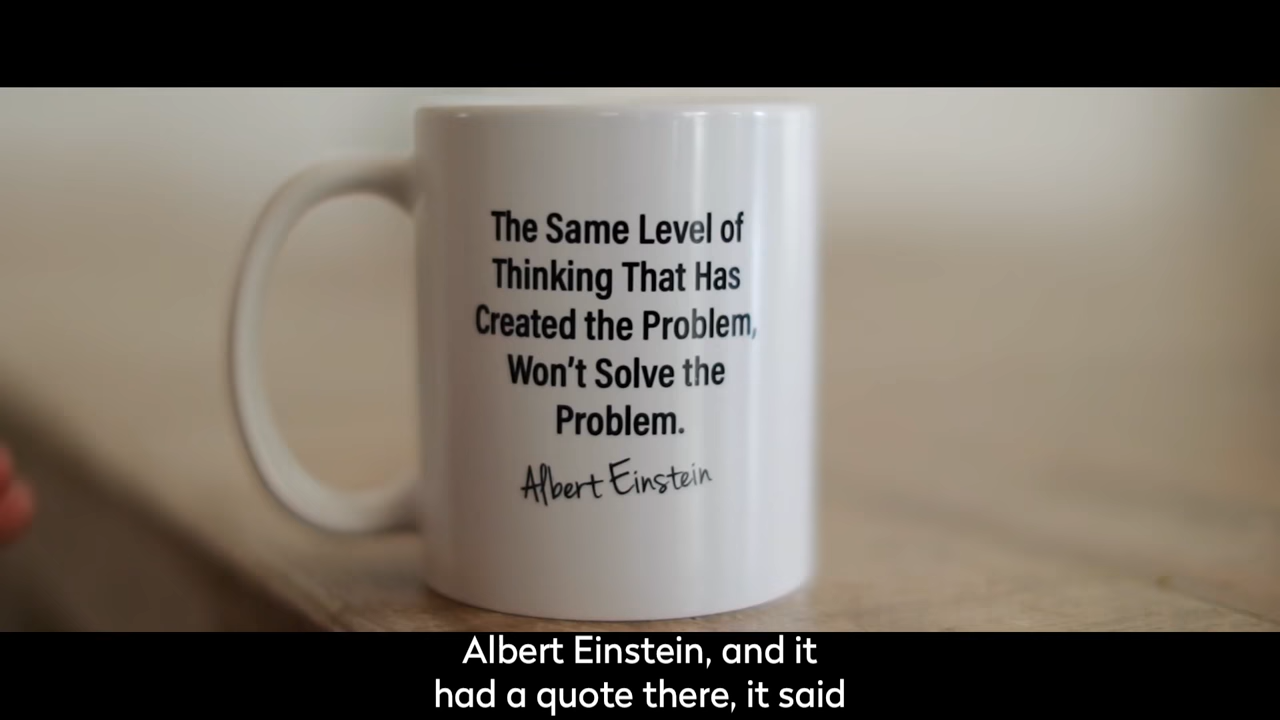 The Same Level of
Thinking That Has
Created the Problem,
Won't Solve the
Problem.
Albert Einstein
Albert Einstein, and it
had a quote there, it said